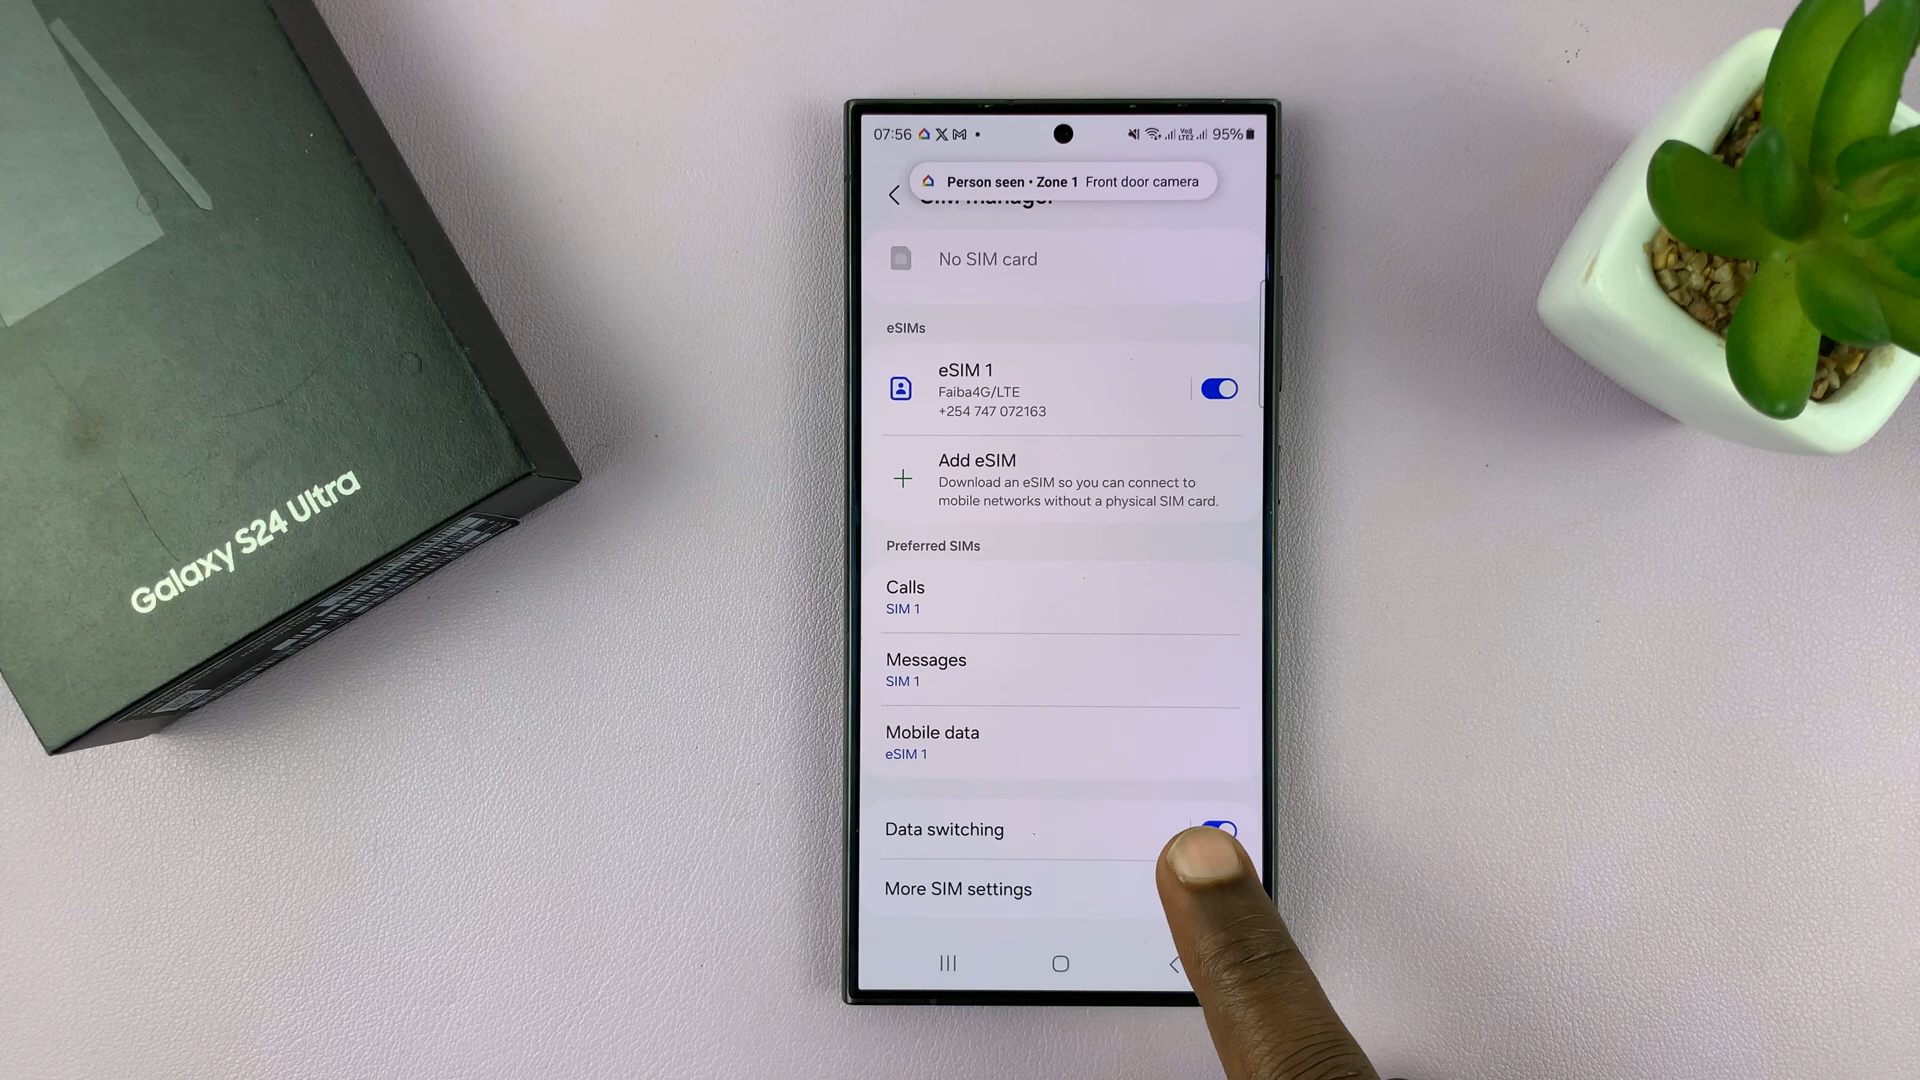 Galaxy S24 Ultra
07:56
95%
Person seen • Zone 1 Front door camera
SIM manager
No SIM card
eSIMs
eSIM 1
Faiba4G/LTE
+254 747 072163
Add eSIM
Download an eSIM so you can connect to
mobile networks without a physical SIM card.
Preferred SIMs
Calls
SIM 1
Messages
SIM 1
Mobile data
eSIM 1
Data switching
More SIM settings